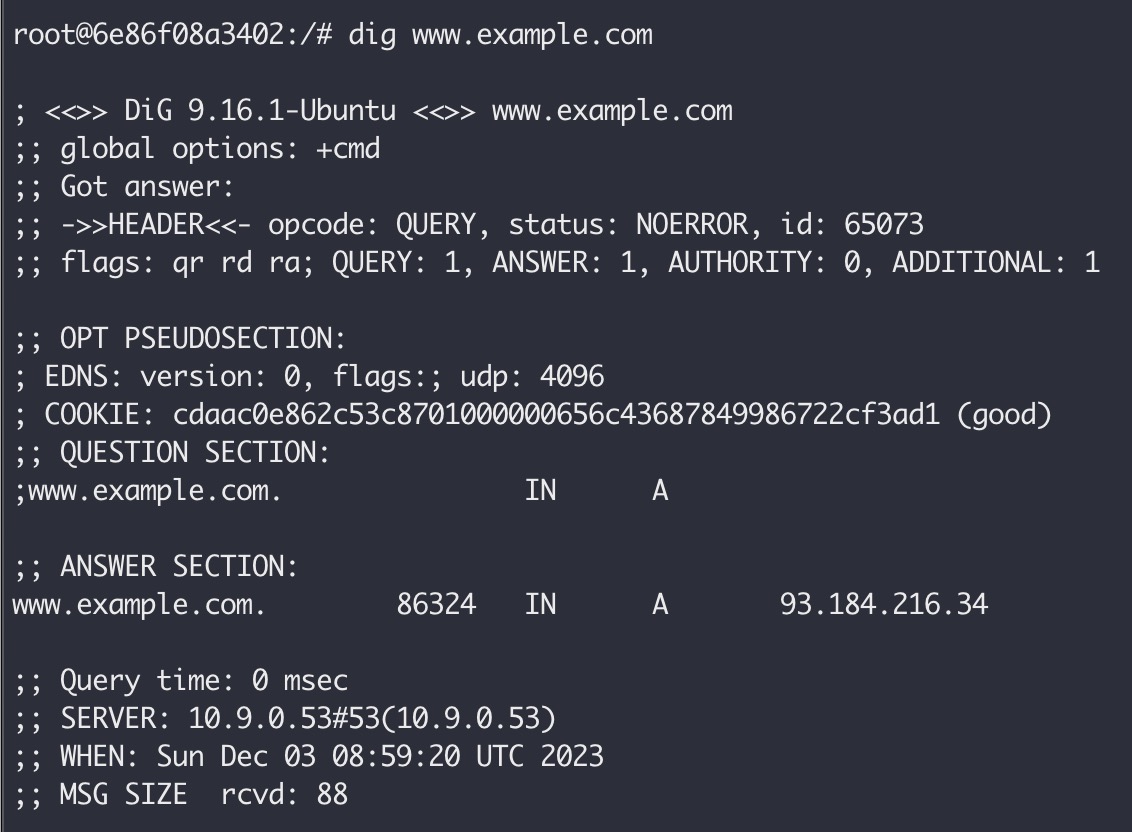 root@6e86f08a3402:/# dig www.example.com

; <<>> DiG 9.16.1-Ubuntu <<>> www.example.com
;; global options: +cmd
;; Got answer:
;; ->>HEADER<<- opcode: QUERY, status: NOERROR, id: 65073
;; flags: qr rd ra; QUERY: 1, ANSWER: 1, AUTHORITY: 0, ADDITIONAL: 1

;; OPT PSEUDOSECTION:
; EDNS: version: 0, flags:; udp: 4096
; COOKIE: cdaac0e862c53c8701000000656c43687849986722cf3ad1 (good)
;; QUESTION SECTION:
;www.example.com.		IN	A

;; ANSWER SECTION:
www.example.com.	86324	IN	A	93.184.216.34

;; Query time: 0 msec
;; SERVER: 10.9.0.53#53(10.9.0.53)
;; WHEN: Sun Dec 03 08:59:20 UTC 2023
;; MSG SIZE  rcvd: 88